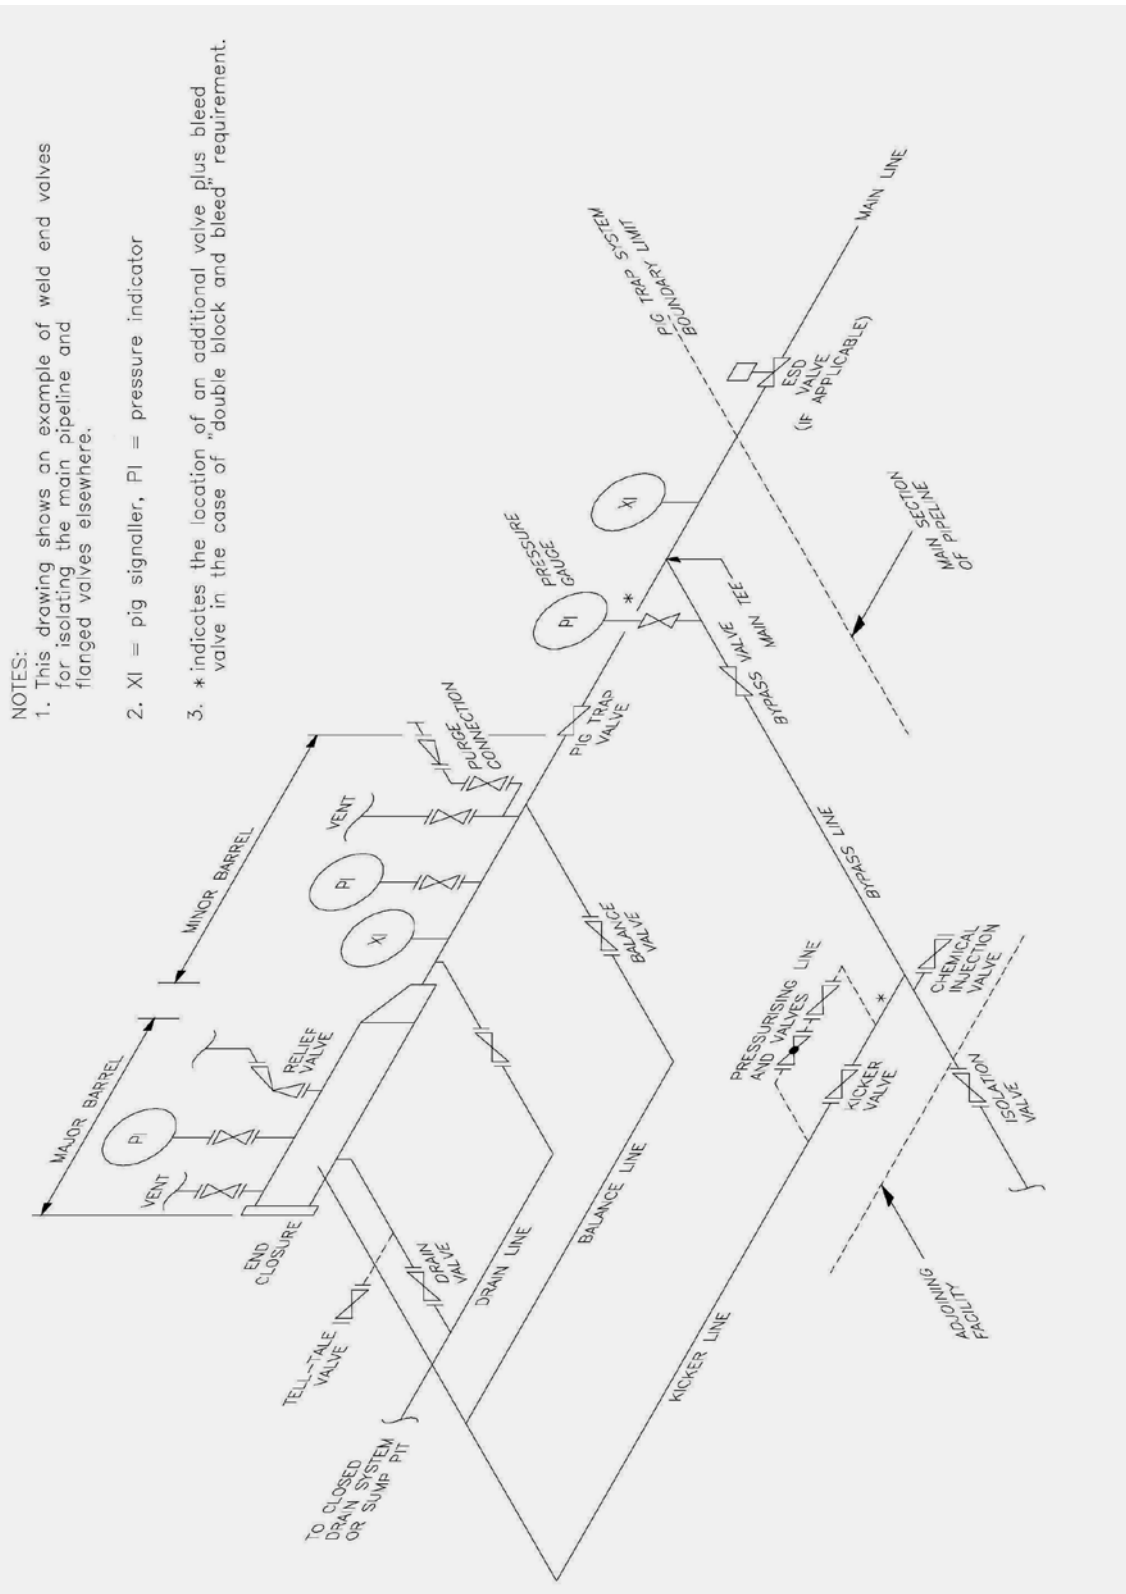 NOTES:
1. This drawing shows an example of weld end valves
for isolating the main pipeline and
flanged valves elsewhere.
2. XI = pig signaller, PI = pressure indicator
3. * indicates the location of an additional valve plus bleed
valve in the case of "double block and bleed" requirement.
MAJOR BARREL
MINOR BARREL
VENT
PI
RELIEF
VALVE
END
CLOSURE
XI
PI
VENT
PURGE
CONNECTION
PIG TRAP
VALVE
PRESSURE
GAUGE
PI
*
XI
PIG TRAP SYSTEM
BOUNDARY LIMIT
MAIN LINE
ESD
VALVE
(IF APPLICABLE)
MAIN TEE
BYPASS VALVE
MAIN SECTION
OF PIPELINE
BYPASS LINE
BALANCE
VALVE
TELL-TALE
VALVE
DRAIN
VALVE
DRAIN LINE
BALANCE LINE
TO CLOSED
DRAIN SYSTEM
OR SUMP PIT
PRESSURISING LINE
AND VALVES
KICKER
VALVE
*
CHEMICAL
INJECTION
VALVE
ISOLATION
VALVE
KICKER LINE
ADJOINING
FACILITY